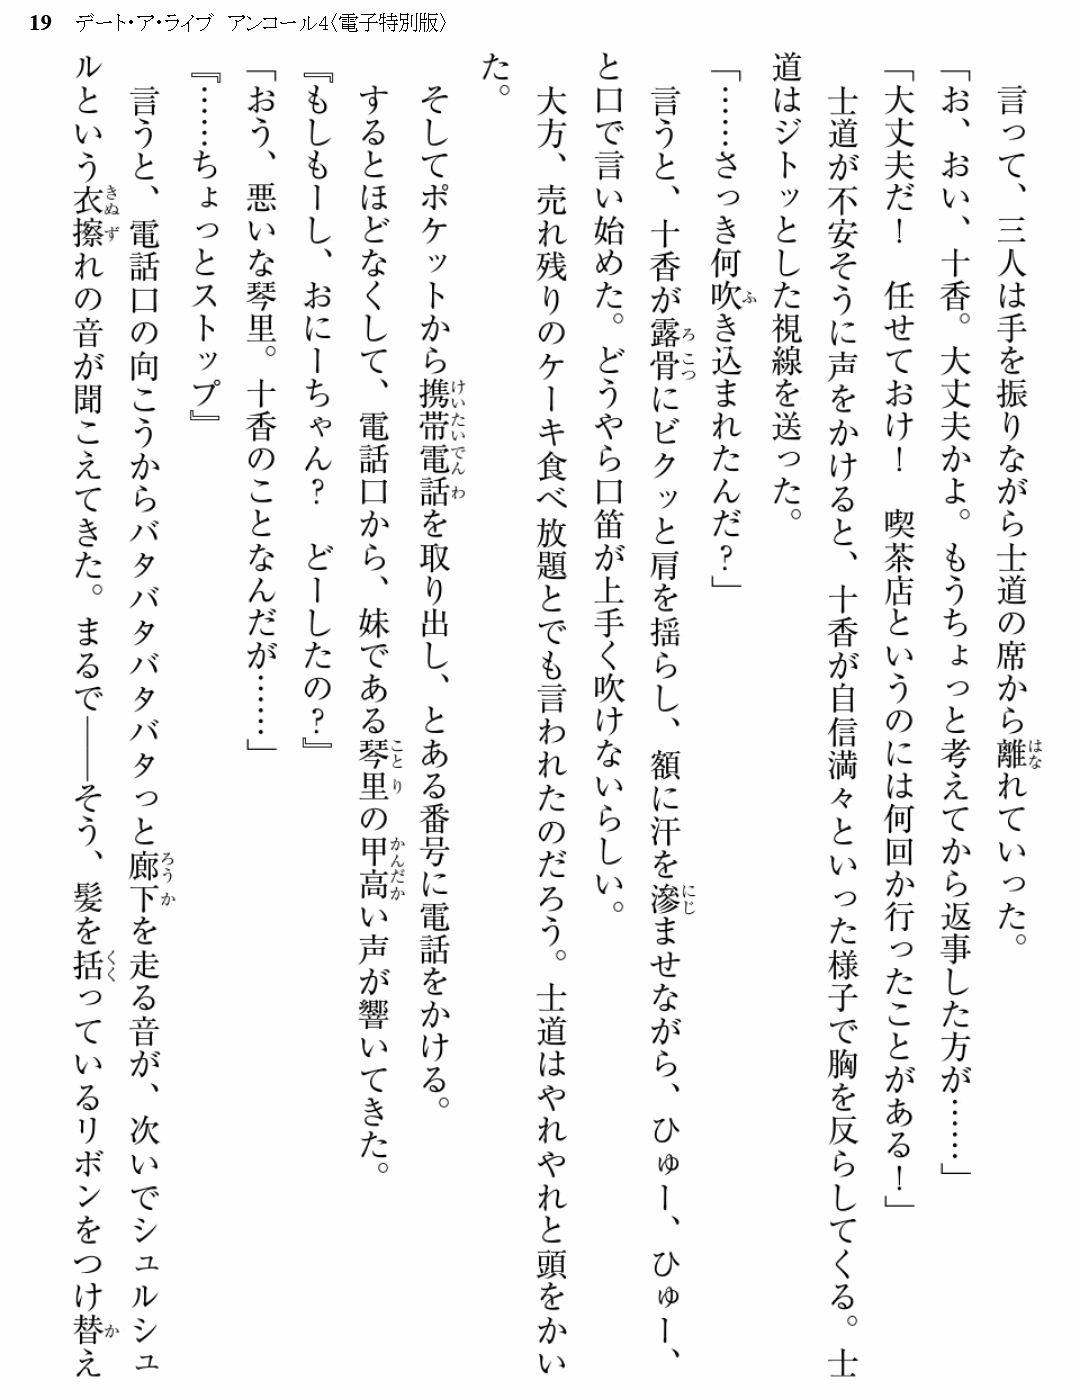 19 デート・ア・ライブ　アンコール4〈電子特別版〉
　言って、三人は手を振りながら士道の席から離れていった。
「お、おい、十香。大丈夫かよ。もうちょっと考えてから返事した方が……」
「大丈夫だ！　任せておけ！　喫茶店というのには何回か行ったことがある！」
　士道が不安そうに声をかけると、十香が自信満々といった様子で胸を反らしてくる。士
道はジトッとした視線を送った。
「……さっき何吹き込まれたんだ？」
　言うと、十香が露骨にビクッと肩を揺らし、額に汗を滲ませながら、ひゅー、ひゅー、
と口で言い始めた。どうやら口笛が上手く吹けないらしい。
　大方、売れ残りのケーキ食べ放題とでも言われたのだろう。士道はやれやれと頭をかい
た。
　そしてポケットから携帯電話を取り出し、とある番号に電話をかける。
　するとほどなくして、電話口から、妹である琴里の甲高い声が響いてきた。
『もしもーし、おにーちゃん？　どーしたの？』
「おう、悪いな琴里。十香のことなんだが……」
『……ちょっとストップ』
　言うと、電話口の向こうからバタバタバタバタっと廊下を走る音が、次いでシュルシュ
ルという衣擦れの音が聞こえてきた。まるで――そう、髪を括っているリボンをつけ替え